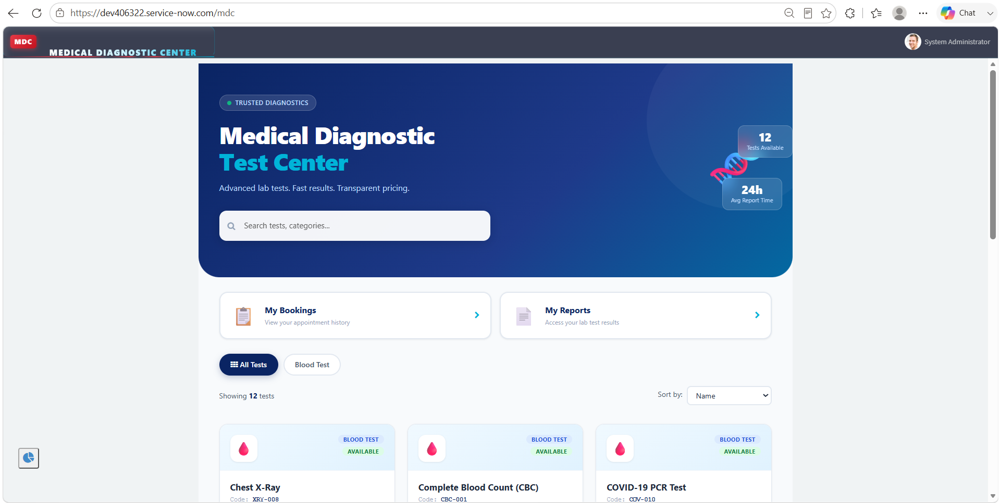 https://dev406322.service-now.com/mdc
Chat
MDC
MEDICAL DIAGNOSTIC CENTER
System Administrator
TRUSTED DIAGNOSTICS
Medical Diagnostic
Test Center
Advanced lab tests. Fast results. Transparent pricing.
Search tests, categories...
12
Tests Available
24h
Avg Report Time
My Bookings
View your appointment history
My Reports
Access your lab test results
All Tests
Blood Test
Showing 12 tests
Sort by:
Name
BLOOD TEST
AVAILABLE
Chest X-Ray
Code: XRY-008
BLOOD TEST
AVAILABLE
Complete Blood Count (CBC)
Code: CBC-001
BLOOD TEST
AVAILABLE
COVID-19 PCR Test
Code: COV-010